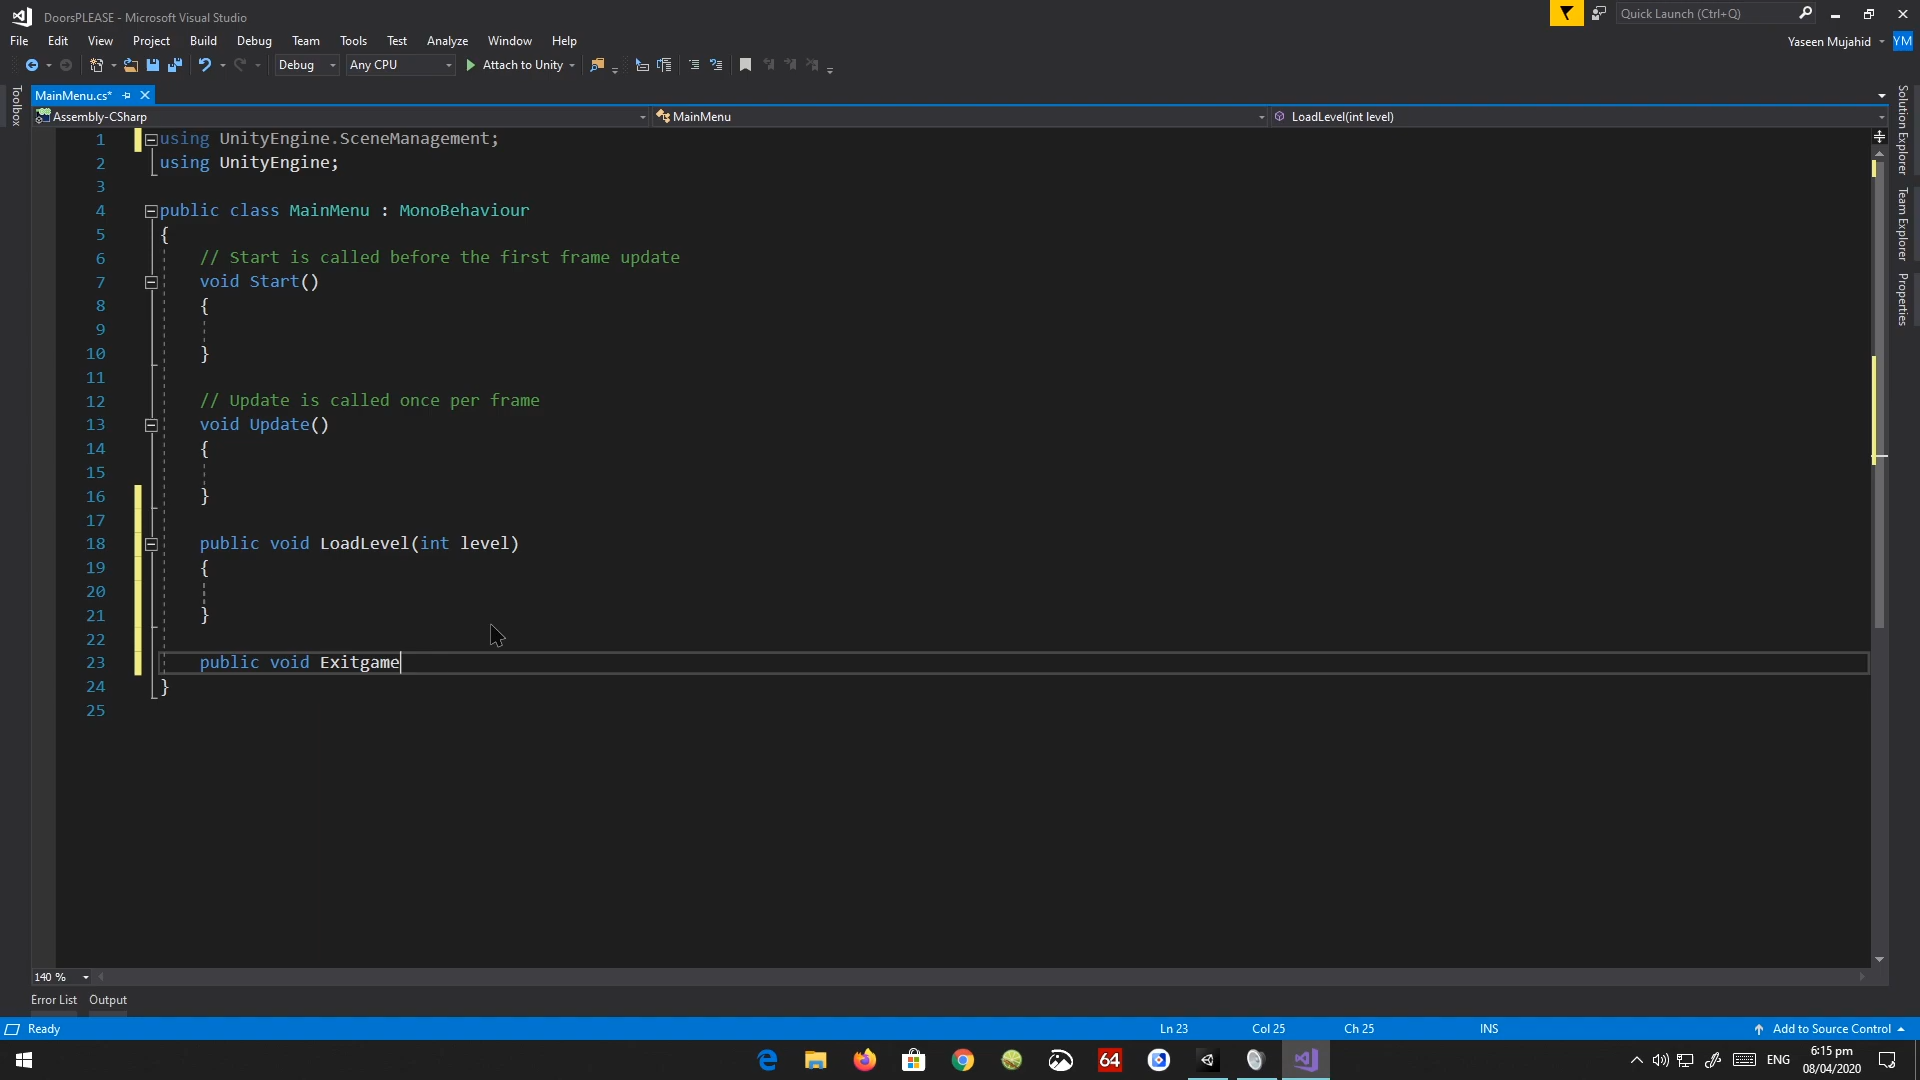 DoorsPLEASE - Microsoft Visual Studio
Quick Launch (Ctrl+Q)
File Edit View Project Build Debug Team Tools Test Analyze Window Help
Yaseen Mujahid YM
Debug Any CPU Attach to Unity
MainMenu.cs*
Assembly-CSharp MainMenu LoadLevel(int level)
Toolbox
Solution Explorer
Team Explorer
Properties
1 using UnityEngine.SceneManagement;
2 using UnityEngine;
3
4 public class MainMenu : MonoBehaviour
5 {
6 // Start is called before the first frame update
7 void Start()
8 {
9
10 }
11
12 // Update is called once per frame
13 void Update()
14 {
15
16 }
17
18 public void LoadLevel(int level)
19 {
20
21 }
22
23 public void Exitgame
24 }
25
140 %
Error List Output
Ready Ln 23 Col 25 Ch 25 INS Add to Source Control
64 ENG 6:15 pm
08/04/2020